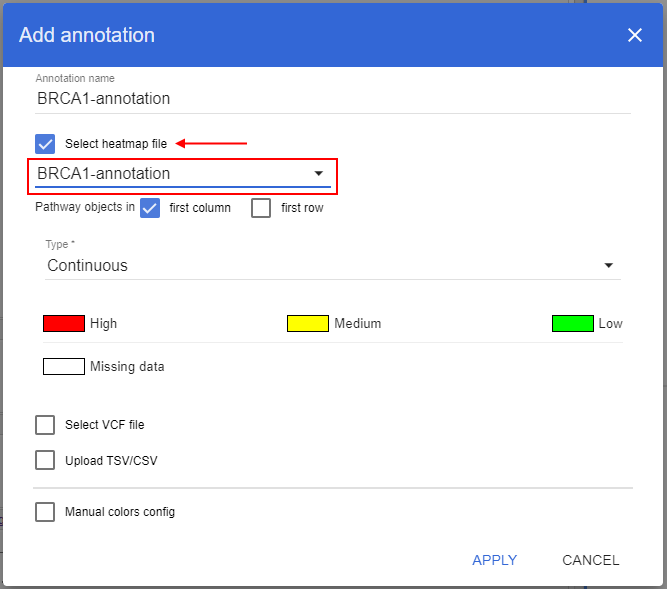 Add annotation
Annotation name
BRCA1-annotation
Select heatmap file
BRCA1-annotation
Pathway objects in first column first row
Type *
Continuous
High Medium Low
Missing data
Select VCF file
Upload TSV/CSV
Manual colors config
APPLY CANCEL